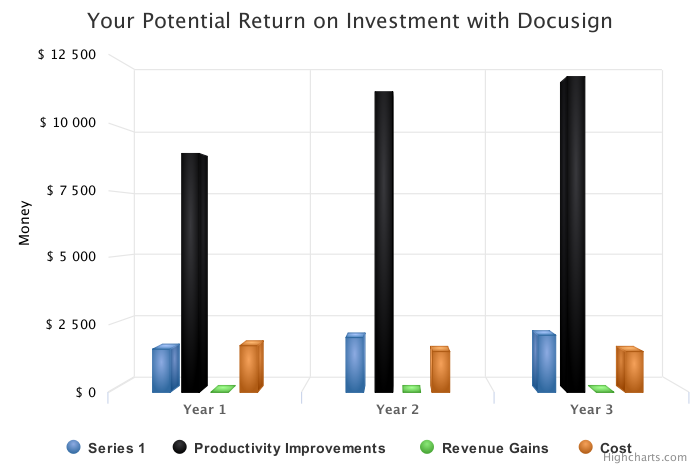 Your Potential Return on Investment with Docusign
$ 12 500
$ 10 000
$ 7 500
$ 5 000
$ 2 500
$ 0
Money
Year 1
Year 2
Year 3
Series 1
Productivity Improvements
Revenue Gains
Cost
Highcharts.com